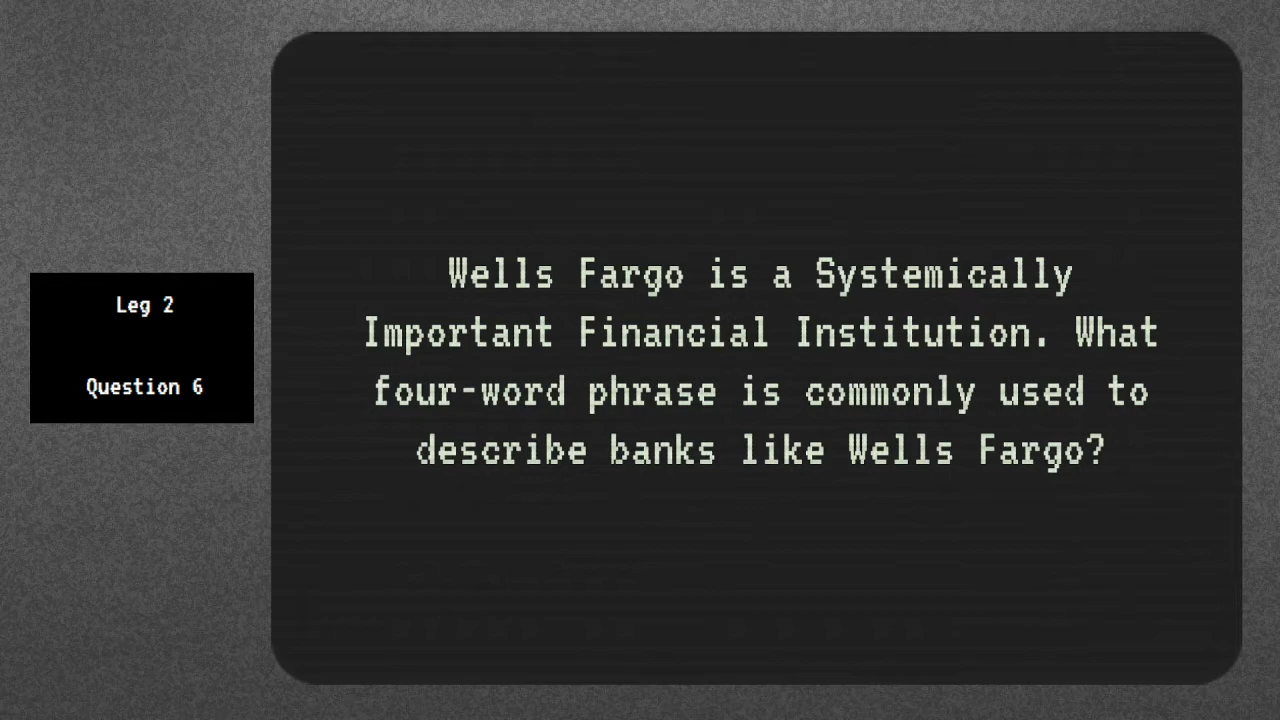 Leg 2
Question 6
Wells Fargo is a Systemically
Important Financial Institution. What
four-word phrase is commonly used to
describe banks like Wells Fargo?